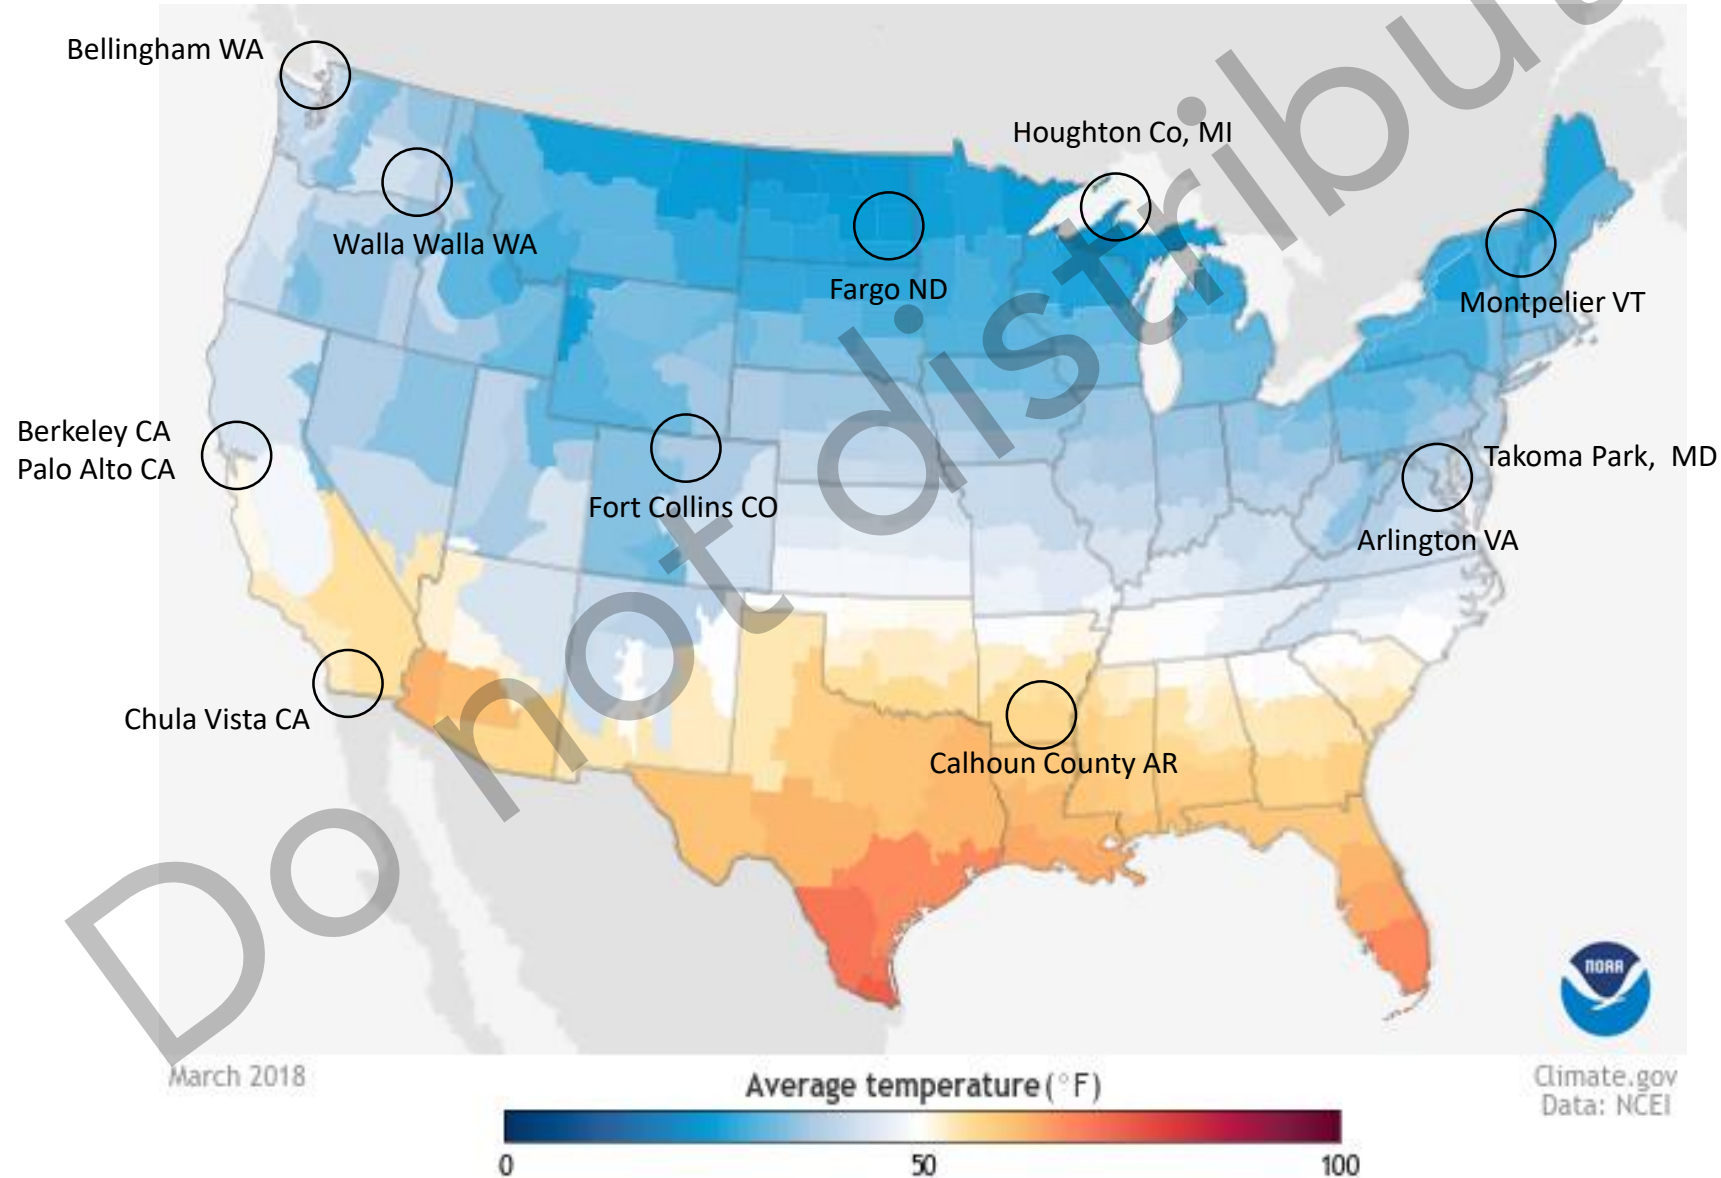 Bellingham WA
Houghton Co, MI
Walla Walla WA
Fargo ND
Montpelier VT
Berkeley CA
Palo Alto CA
Takoma Park,  MD
Fort Collins CO
Arlington VA
Chula Vista CA
Calhoun County AR
Do not distribu
NOAA
March 2018
Average temperature (°F)
Climate.gov
Data: NCEI
0
50
100